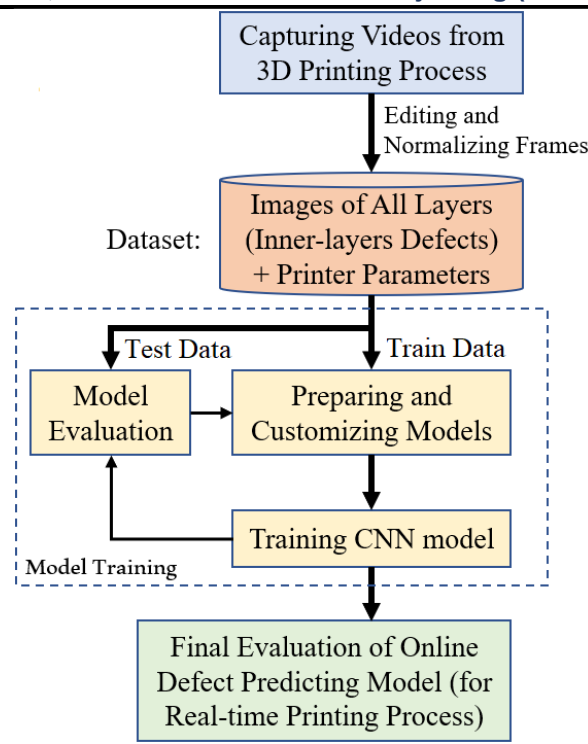 Capturing Videos from
3D Printing Process
Editing and
Normalizing Frames
Dataset:
Images of All Layers
(Inner-layers Defects)
+ Printer Parameters
Test Data
Train Data
Model
Evaluation
Preparing and
Customizing Models
Training CNN model
Model Training
Final Evaluation of Online
Defect Predicting Model (for
Real-time Printing Process)